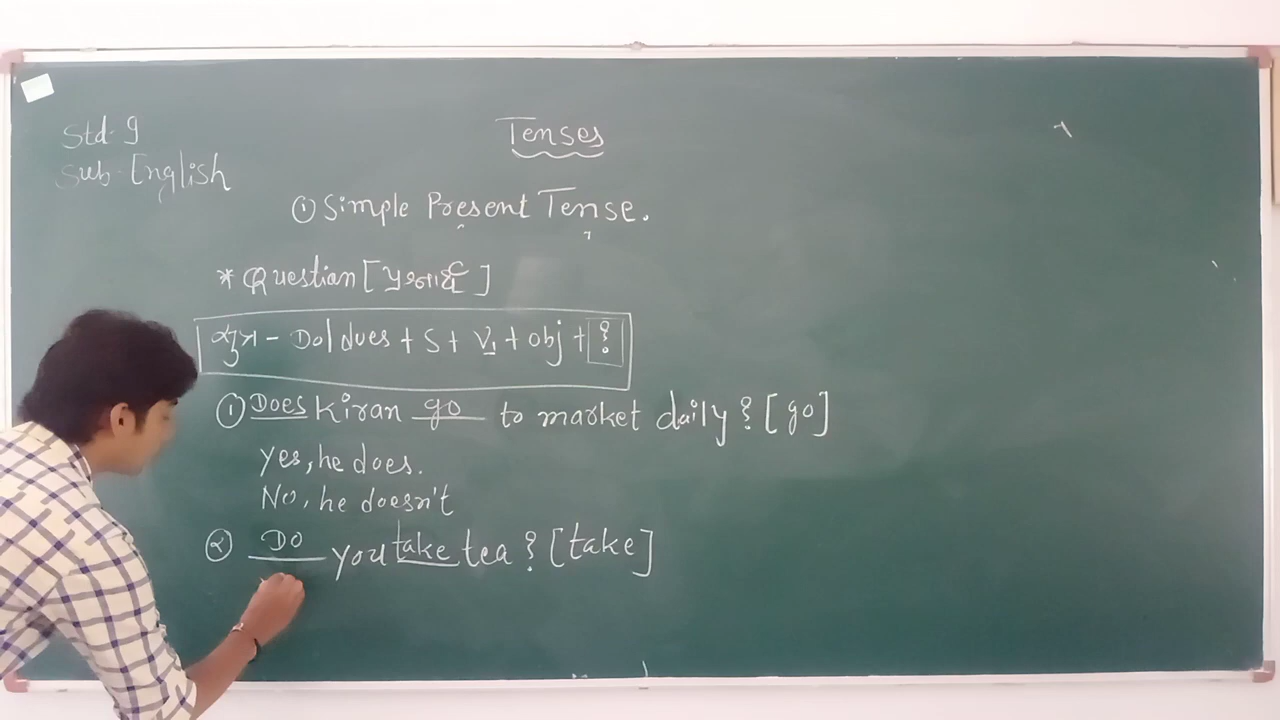 Std-9
Tenses
Sub-English
① Simple Present Tense.
* Question [પ્રશ્નાર્થ]
સૂત્ર - Do/does + S + V1 + obj + ?
① Does Kiran go to market daily ? [go]
Yes, he does.
No, he doesn't
② Do you take tea ? [take]